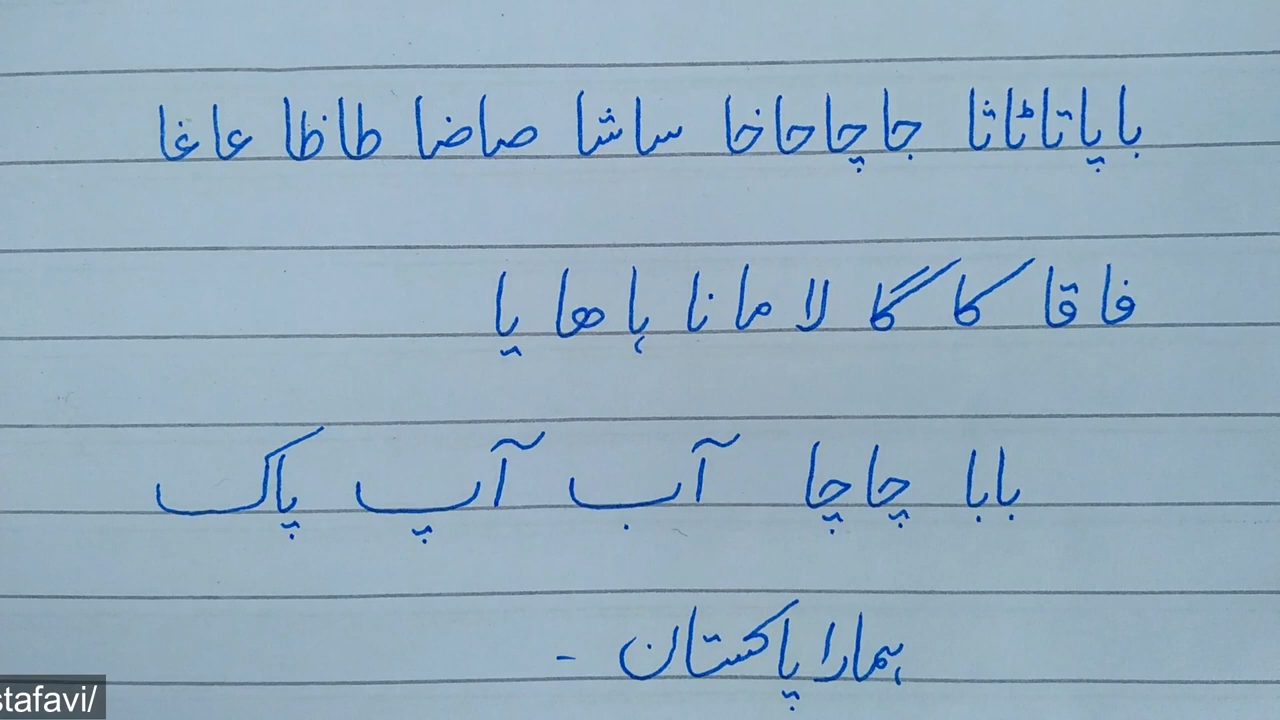 با پا تا ٹا ثا جا چا حا خا سا شا صا ضا طا ظا عا غا
فا قا کا گا لا ما نا ہا ھا یا
بابا چاچا آب آپ پاک
ہمارا پاکستان ۔
stafavi/